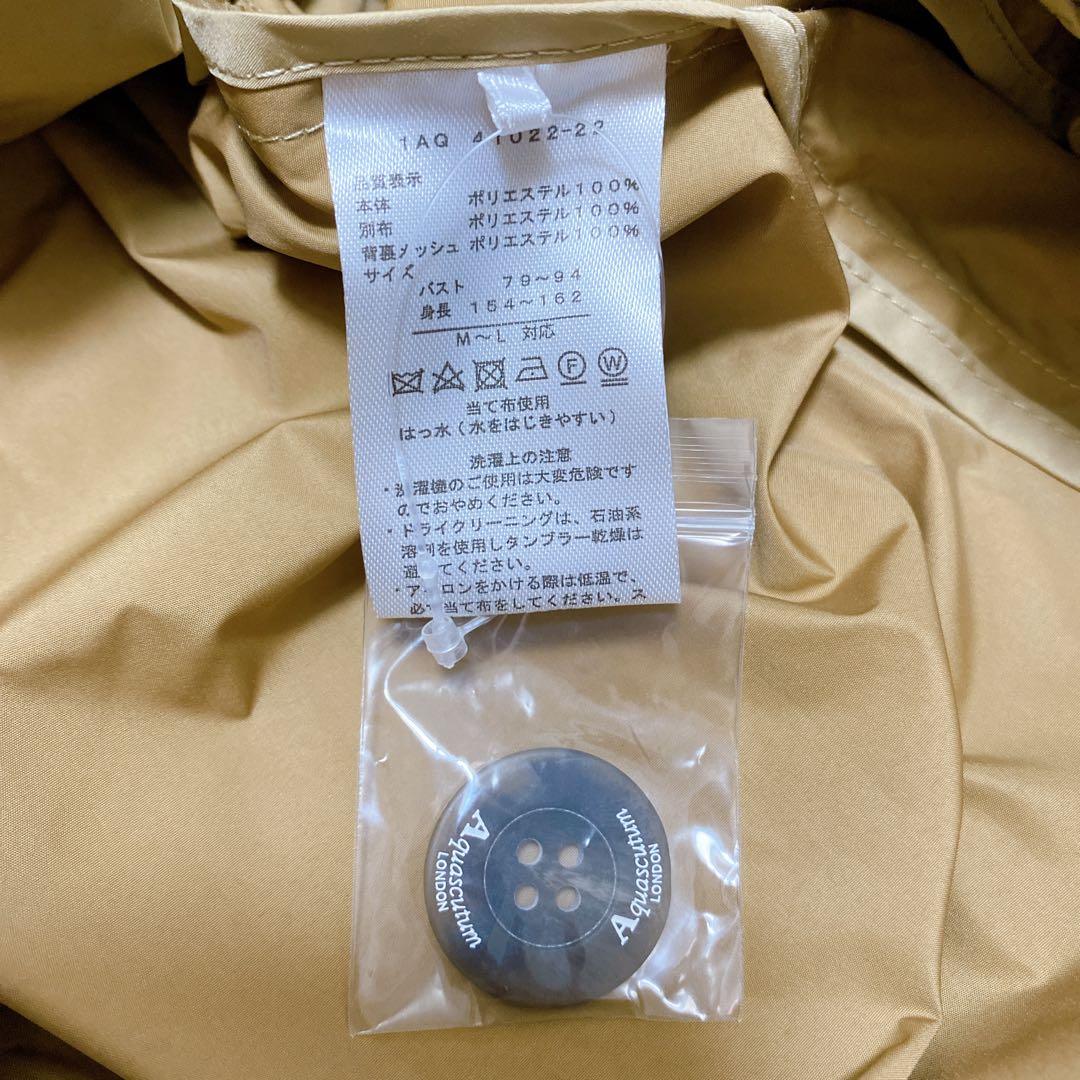 1AQ 41022-22
品質表示
本体 ポリエステル100%
別布 ポリエステル100%
背裏メッシュ ポリエステル100%
サイズ
バスト 79～94
身長 154～162
M～L 対応
F W
当て布使用
はっ水(水をはじきやすい)
洗濯上の注意
・洗濯機のご使用は大変危険です
のでおやめください。
・ドライクリーニングは、石油系
溶剤を使用しタンブラー乾燥は
避けてください。
・アイロンをかける際は低温で、
必ず当て布をしてください。ス
Aquascutum
LONDON
Aquascutum
LONDON